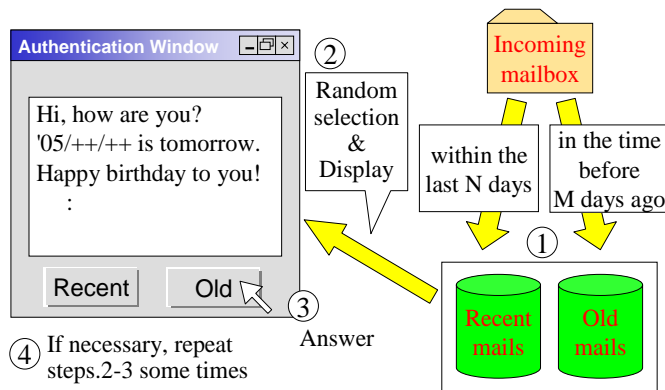 Authentication Window
Hi, how are you?
'05/++/++ is tomorrow.
Happy birthday to you!
:
Recent
Old
②
Random
selection
&
Display
Incoming
mailbox
within the
last N days
in the time
before
M days ago
①
Recent
mails
Old
mails
③
Answer
④ If necessary, repeat
steps.2-3 some times